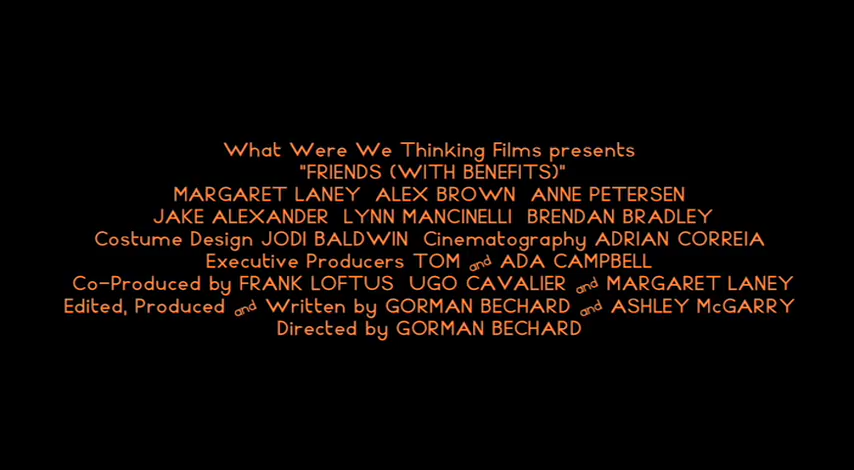 What Were We Thinking Films presents
"FRIENDS (WITH BENEFITS)"
MARGARET LANEY ALEX BROWN ANNE PETERSEN
JAKE ALEXANDER LYNN MANCINELLI BRENDAN BRADLEY
Costume Design JODI BALDWIN Cinematography ADRIAN CORREIA
Executive Producers TOM and ADA CAMPBELL
Co-Produced by FRANK LOFTUS UGO CAVALIER and MARGARET LANEY
Edited, Produced and Written by GORMAN BECHARD and ASHLEY McGARRY
Directed by GORMAN BECHARD